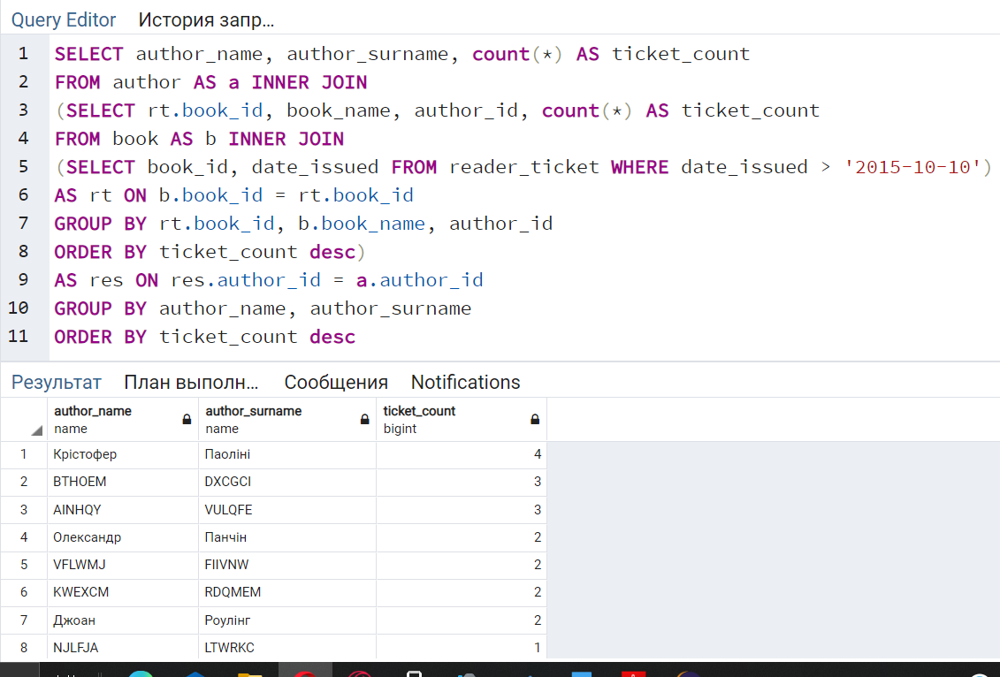 Query Editor История запр...
1 SELECT author_name, author_surname, count(*) AS ticket_count
2 FROM author AS a INNER JOIN
3 (SELECT rt.book_id, book_name, author_id, count(*) AS ticket_count
4 FROM book AS b INNER JOIN
5 (SELECT book_id, date_issued FROM reader_ticket WHERE date_issued > '2015-10-10')
6 AS rt ON b.book_id = rt.book_id
7 GROUP BY rt.book_id, b.book_name, author_id
8 ORDER BY ticket_count desc)
9 AS res ON res.author_id = a.author_id
10 GROUP BY author_name, author_surname
11 ORDER BY ticket_count desc
Результат План выполн... Сообщения Notifications
author_name author_surname ticket_count
name name bigint
1 Крістофер Паоліні 4
2 BTHOEM DXCGCI 3
3 AINHQY VULQFE 3
4 Олександр Панчін 2
5 VFLWMJ FIIVNW 2
6 KWEXCM RDQMEM 2
7 Джоан Роулінг 2
8 NJLFJA LTWRKC 1